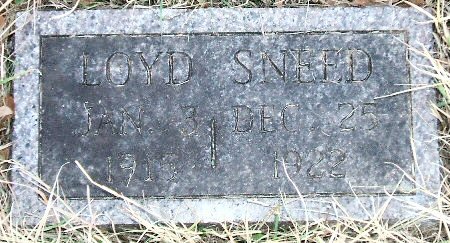 LOYD SNEED
JAN. 3 DEC. 25
1922